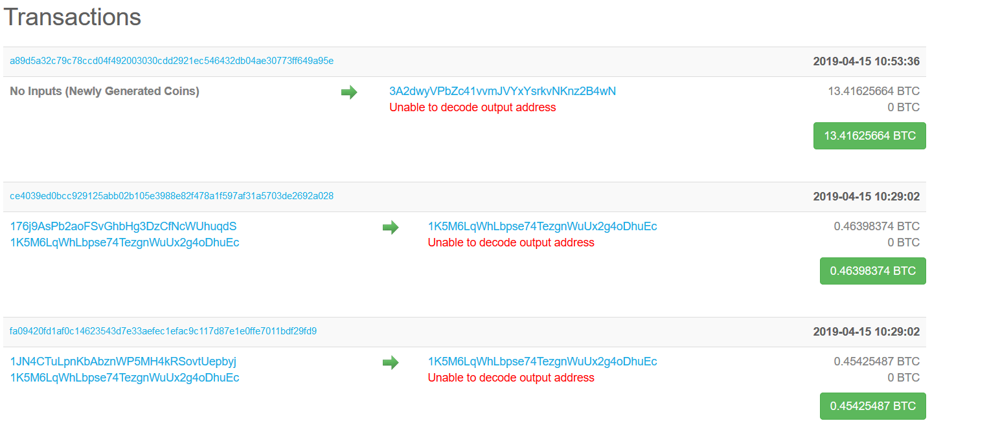 Transactions
a89d5a32c79c78ccd04f492003030cdd2921ec546432db04ae30773ff649a95e 2019-04-15 10:53:36
No Inputs (Newly Generated Coins) 3A2dwyVPbZc41vvmJVYxYsrkvNKnz2B4wN 13.41625664 BTC
Unable to decode output address 0 BTC
13.41625664 BTC
ce4039ed0bcc929125abb02b105e3988e82f478a1f597af31a5703de2692a028 2019-04-15 10:29:02
176j9AsPb2aoFSvGhbHg3DzCfNcWUhuqdS 1K5M6LqWhLbpse74TezgnWuUx2g4oDhuEc 0.46398374 BTC
1K5M6LqWhLbpse74TezgnWuUx2g4oDhuEc Unable to decode output address 0 BTC
0.46398374 BTC
fa09420fd1af0c14623543d7e33aefec1efac9c117d87e1e0ffe7011bdf29fd9 2019-04-15 10:29:02
1JN4CTuLpnKbAbznWP5MH4kRSovtUepbyj 1K5M6LqWhLbpse74TezgnWuUx2g4oDhuEc 0.45425487 BTC
1K5M6LqWhLbpse74TezgnWuUx2g4oDhuEc Unable to decode output address 0 BTC
0.45425487 BTC